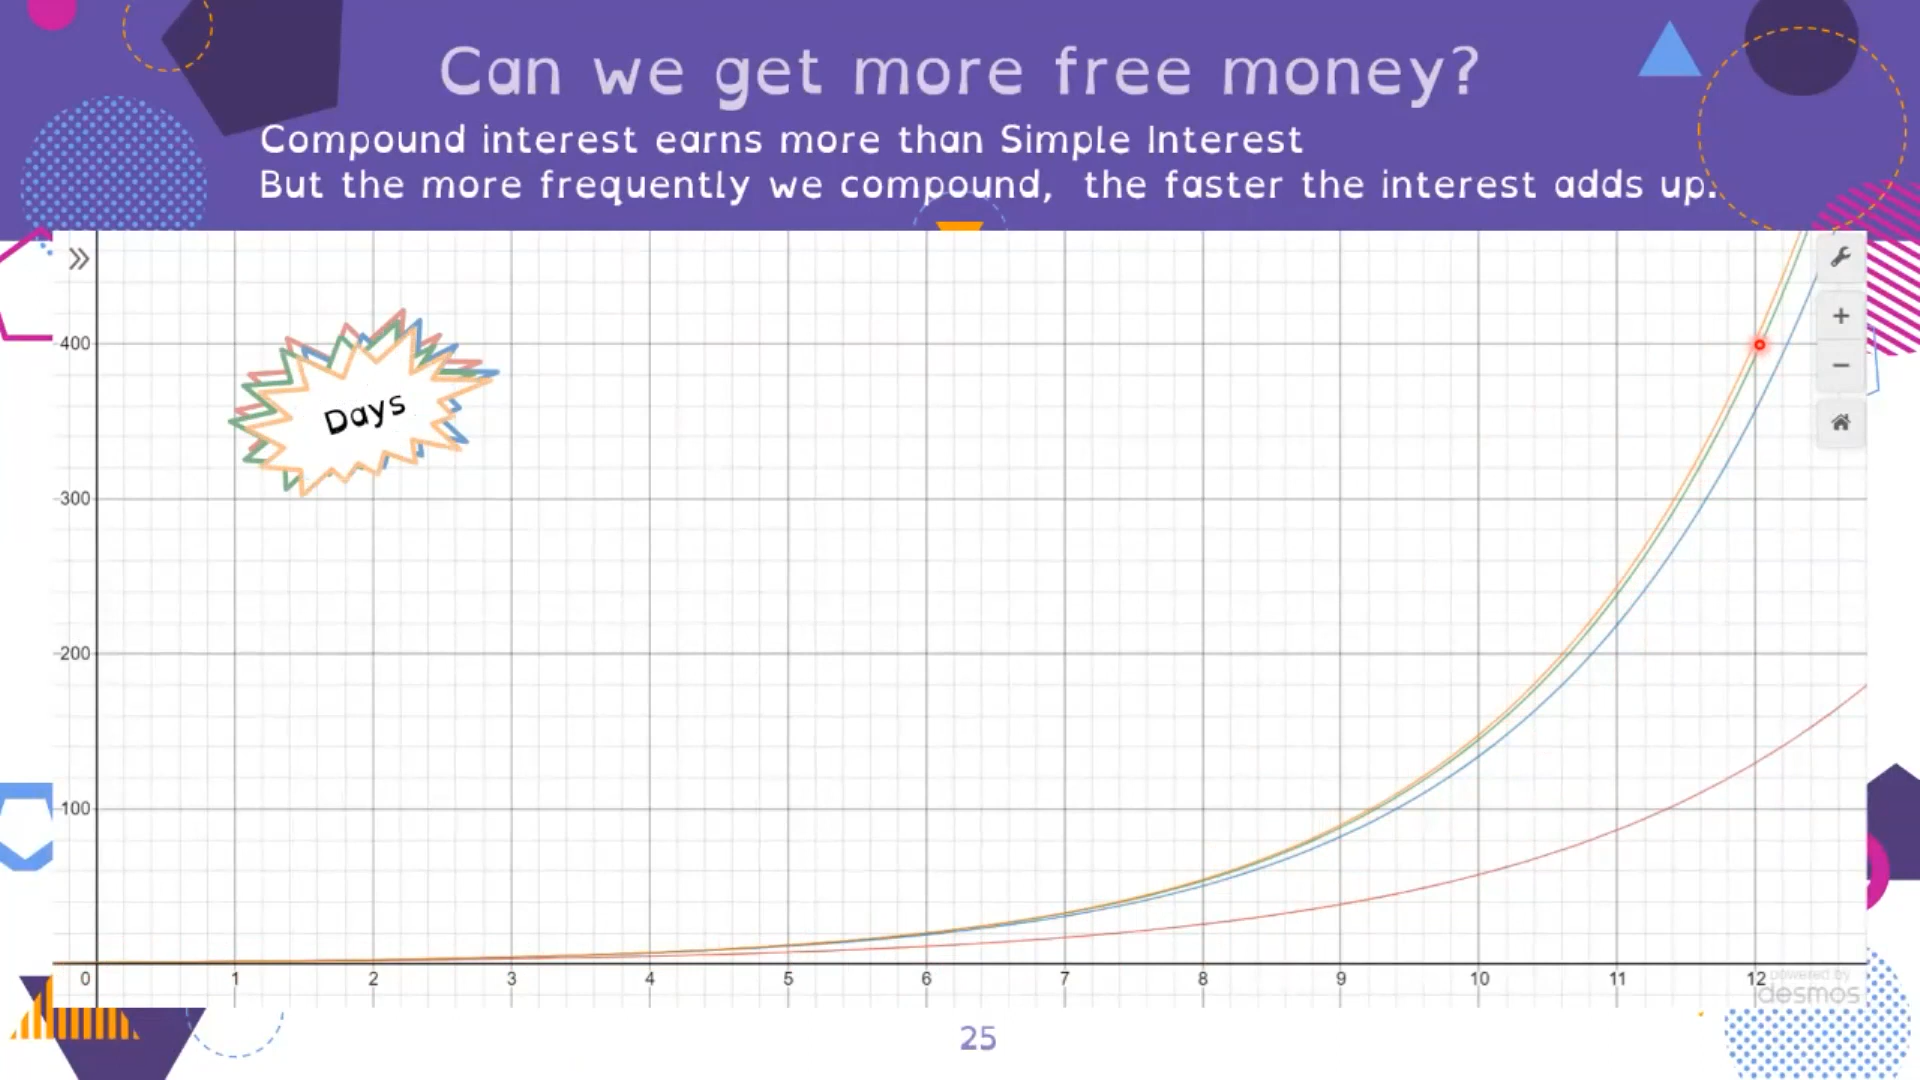 Can we get more free money?
Compound interest earns more than Simple Interest
But the more frequently we compound, the faster the interest adds up.
»
400
Days
300
200
100
0 1 2 3 4 5 6 7 8 9 10 11 12
powered by
desmos
25